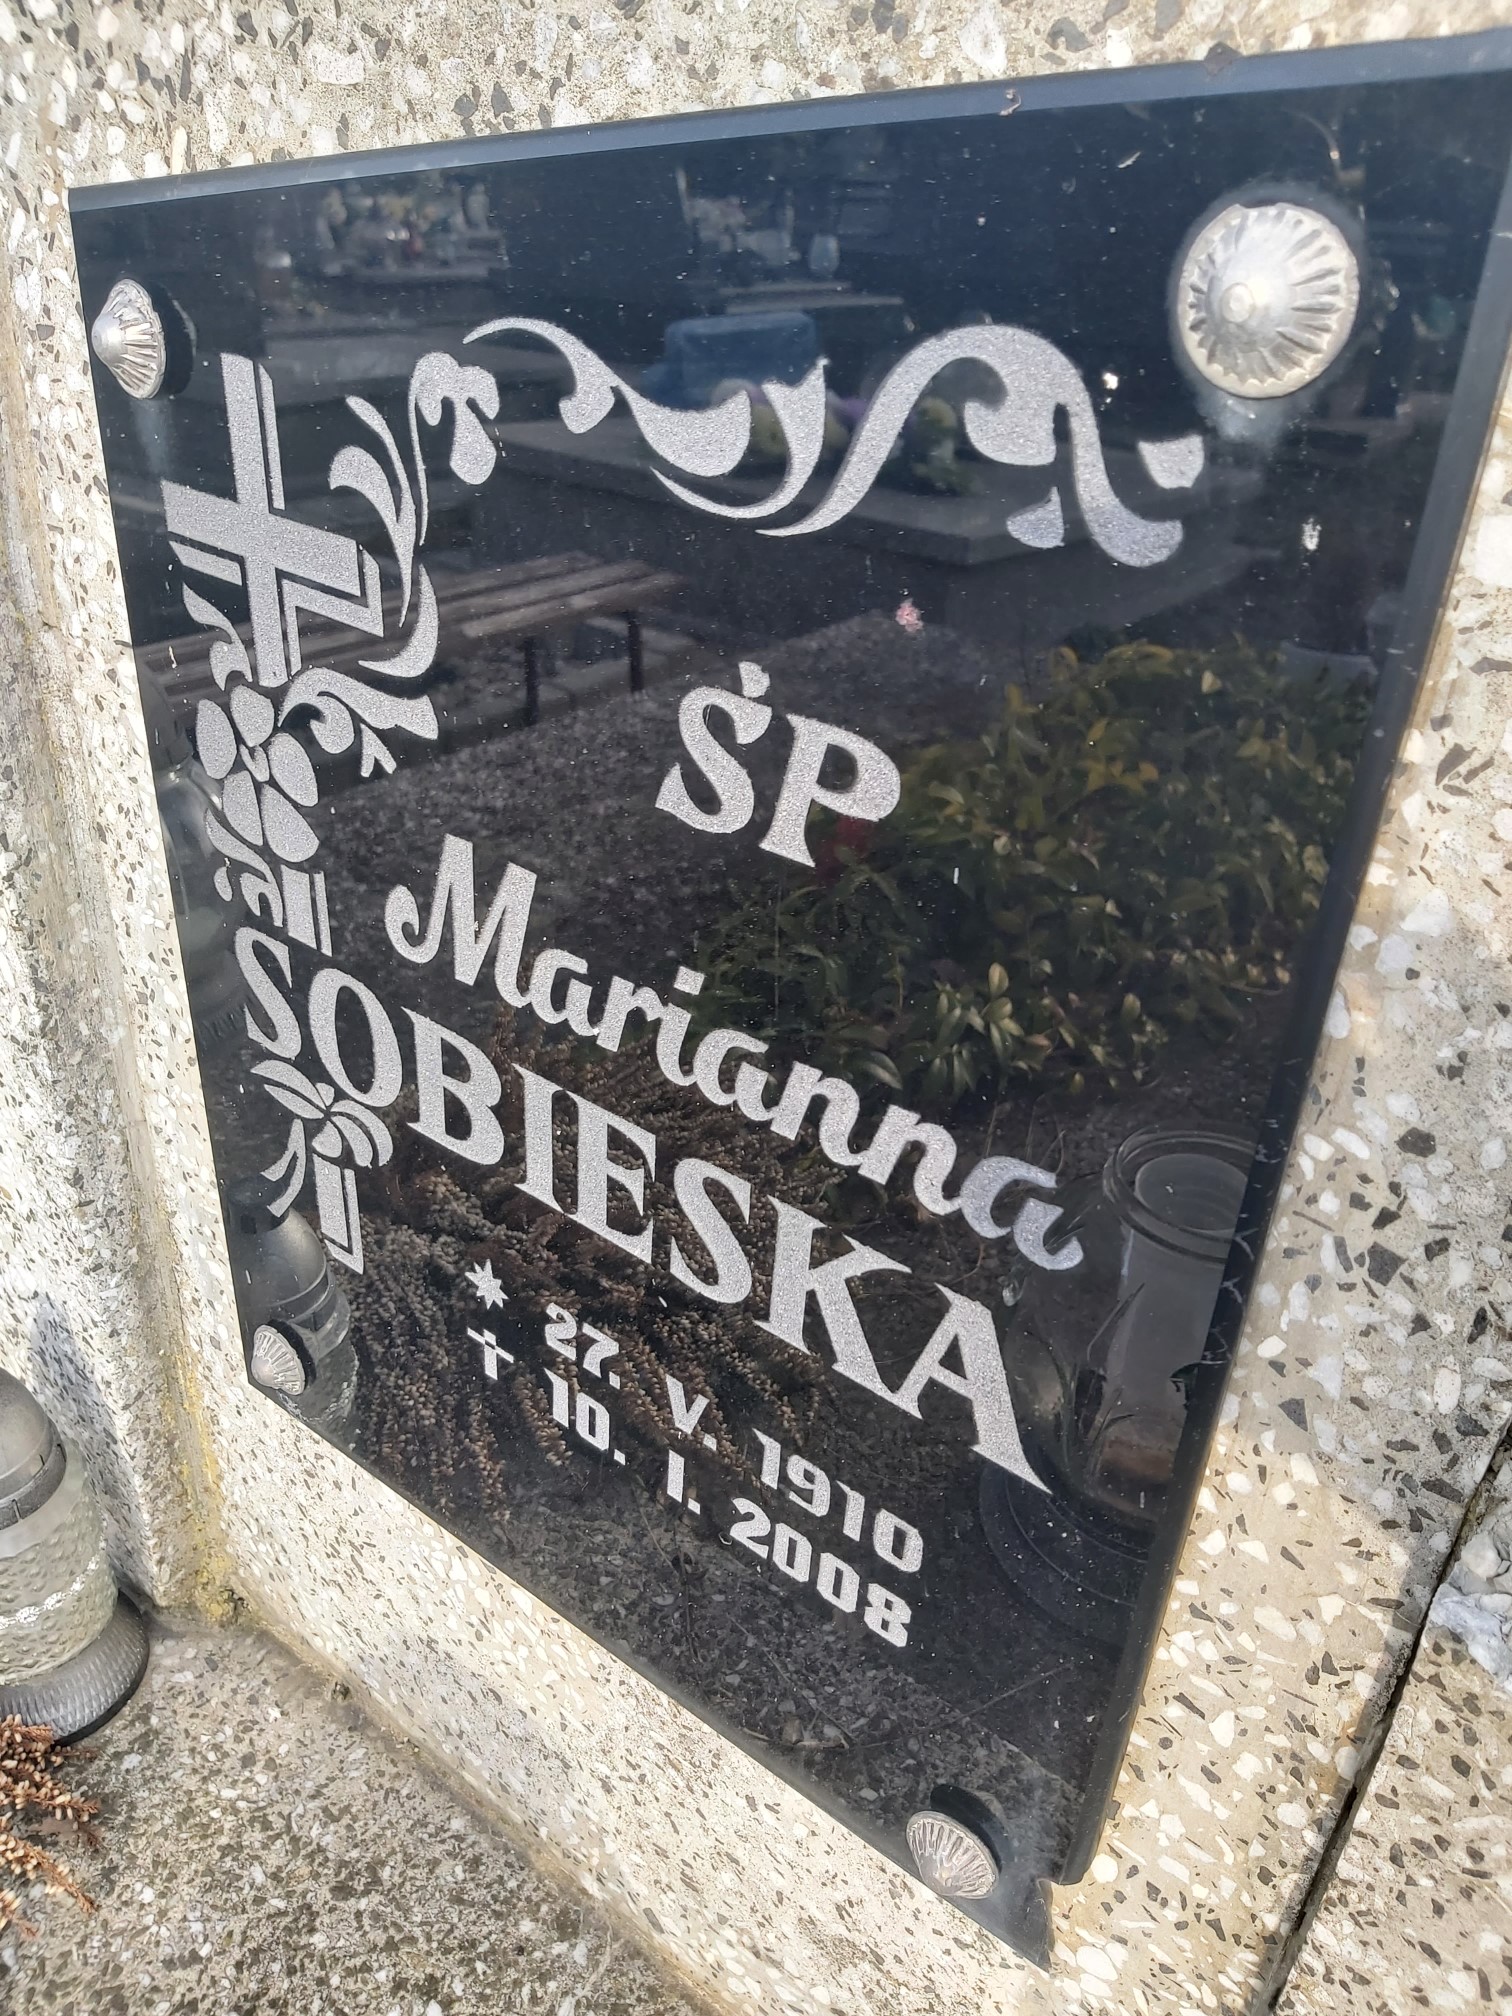 ŚP
Marianna
SOBIESKA
* 27. V. 1910
✝ 10. I. 2008